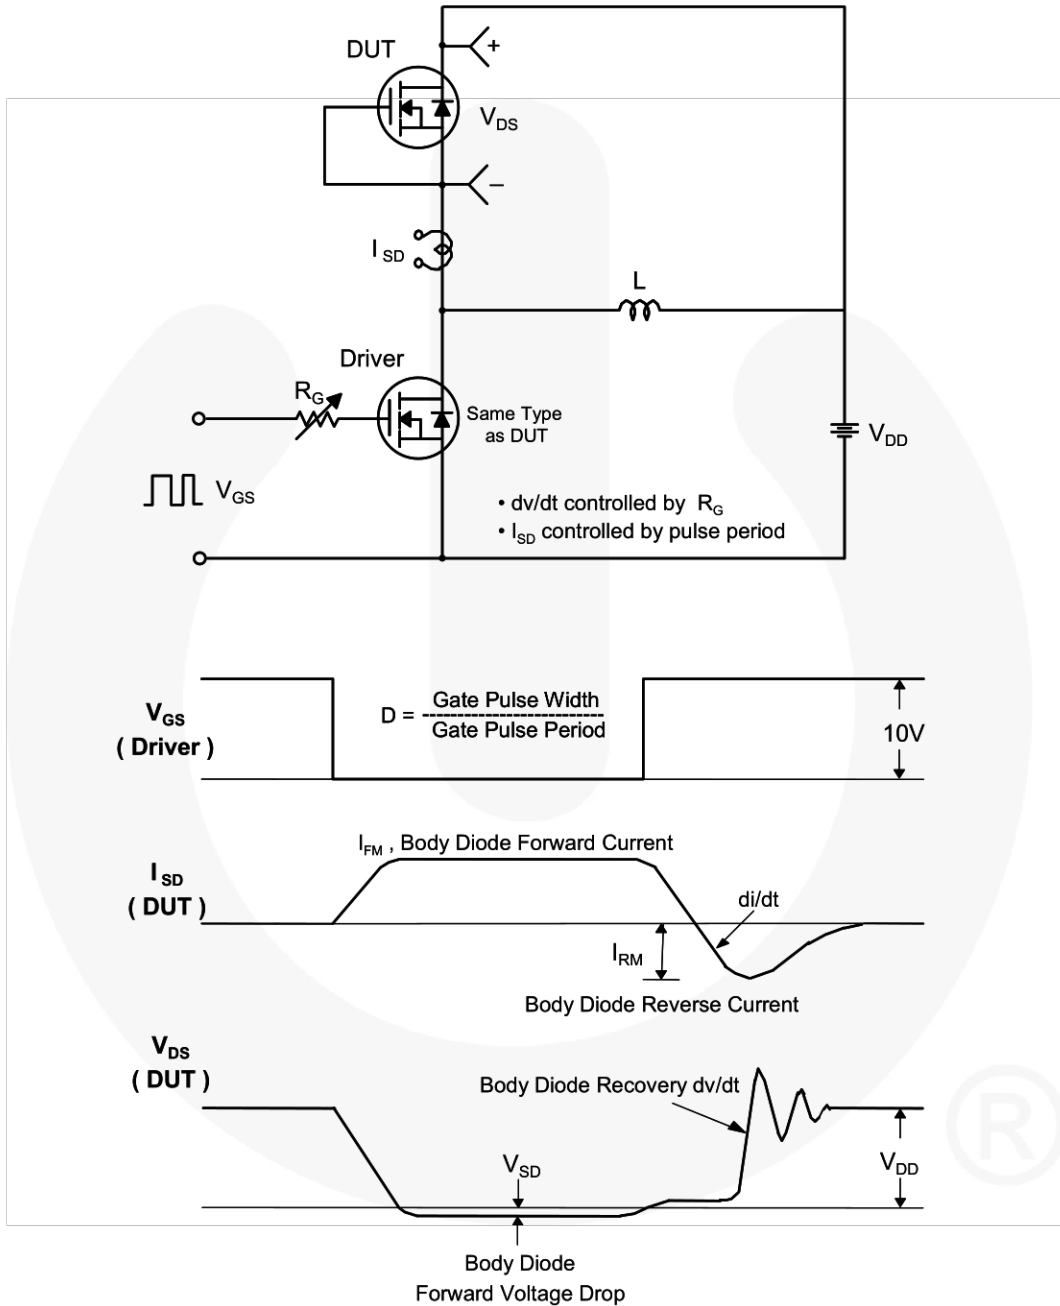 DUT
+
V_DS
–
I_SD
L
Driver
R_G
Same Type
as DUT
V_DD
V_GS
• dv/dt controlled by R_G
• I_SD controlled by pulse period
V_GS
( Driver )
D = Gate Pulse Width
Gate Pulse Period
10V
I_FM , Body Diode Forward Current
I_SD
( DUT )
di/dt
I_RM
Body Diode Reverse Current
V_DS
( DUT )
Body Diode Recovery dv/dt
V_SD
V_DD
Body Diode
Forward Voltage Drop
®